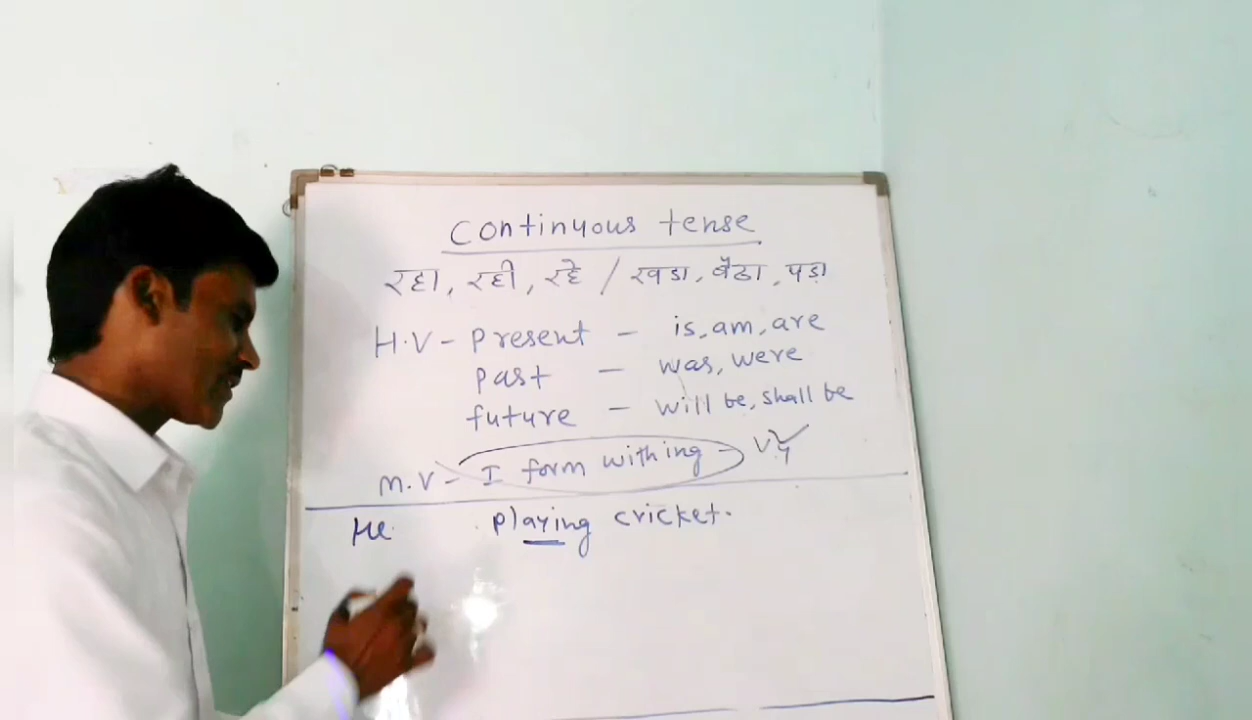 Continuous tense
रहा, रही, रहे / खडा, बैठा, पड़ा
H.V - Present - is, am, are
past - was, were
future - will be, shall be
M.V - I form with ing - V4
He playing cricket.